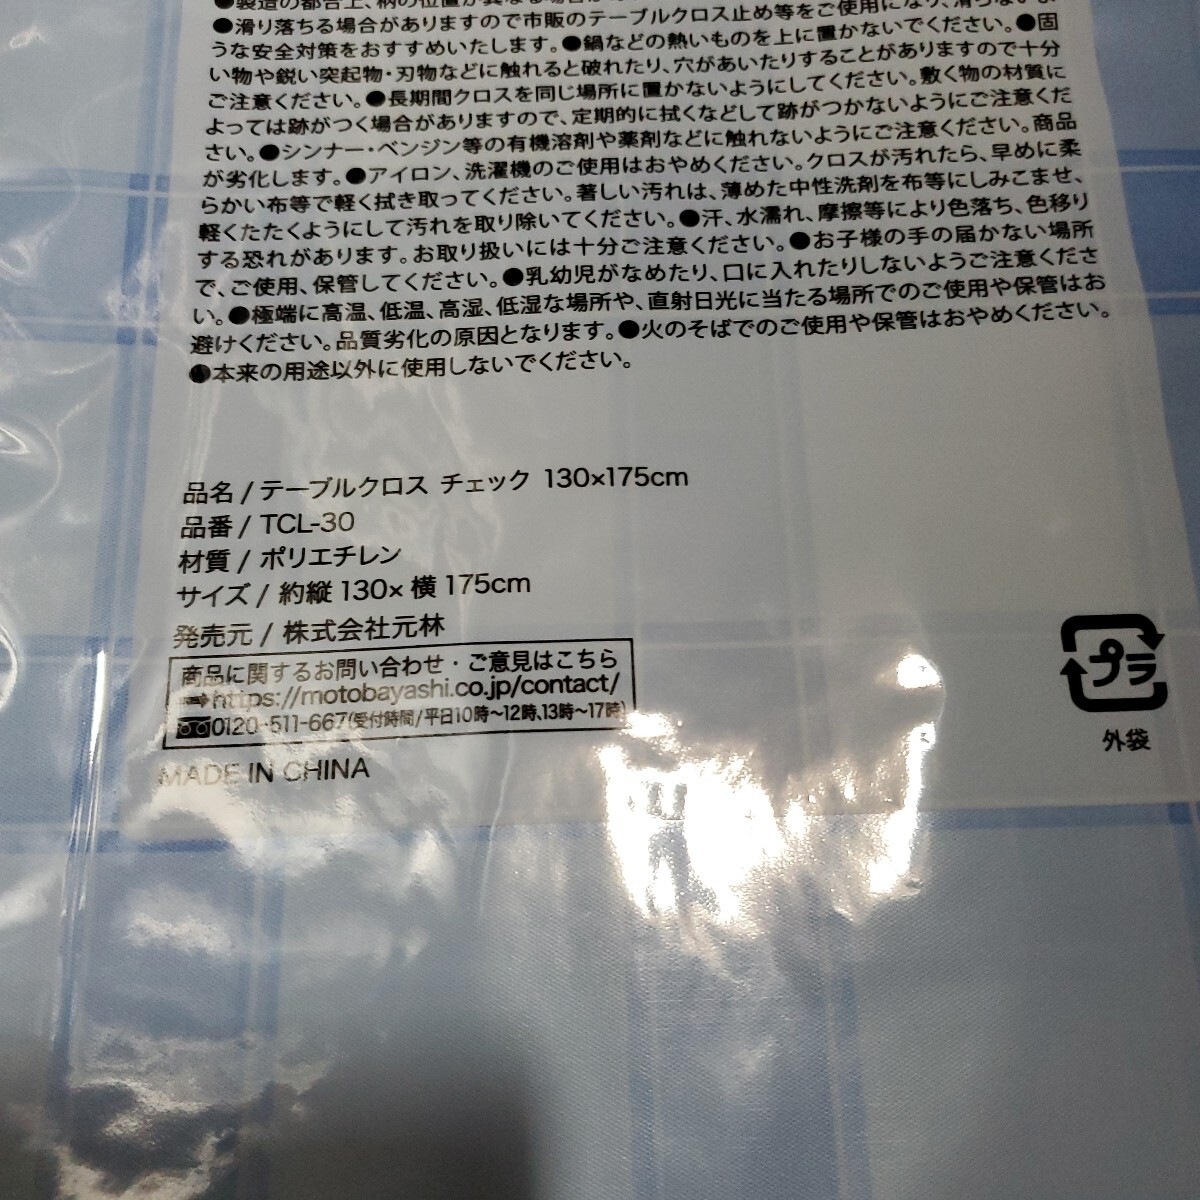 ●製造の都合上、柄の位置が異なる場合が
●滑り落ちる場合がありますので市販のテーブルクロス止め等をご使用になり、滑らないよ
うな安全対策をおすすめいたします。●鍋などの熱いものを上に置かないでください。●固
い物や鋭い突起物・刃物などに触れると破れたり、穴があいたりすることがありますので十分
ご注意ください。●長期間クロスを同じ場所に置かないようにしてください。敷く物の材質に
よっては跡がつく場合がありますので、定期的に拭くなどして跡がつかないようにご注意くだ
さい。●シンナー・ベンジン等の有機溶剤や薬剤などに触れないようにご注意ください。商品
が劣化します。●アイロン、洗濯機のご使用はおやめください。クロスが汚れたら、早めに柔
らかい布等で軽く拭き取ってください。著しい汚れは、薄めた中性洗剤を布等にしみこませ、
軽くたたくようにして汚れを取り除いてください。●汗、水濡れ、摩擦等により色落ち、色移り
する恐れがあります。お取り扱いには十分ご注意ください。●お子様の手の届かない場所
で、ご使用、保管してください。●乳幼児がなめたり、口に入れたりしないようご注意くださ
い。●極端に高温、低温、高湿、低湿な場所や、直射日光に当たる場所でのご使用や保管はお
避けください。品質劣化の原因となります。●火のそばでのご使用や保管はおやめください。
●本来の用途以外に使用しないでください。
品名 / テーブルクロス チェック 130×175cm
品番 / TCL-30
材質 / ポリエチレン
サイズ / 約縦 130× 横 175cm
発売元 / 株式会社元林
商品に関するお問い合わせ・ご意見はこちら
➡https://motobayashi.co.jp/contact/
0120-511-667(受付時間/平日10時～12時、13時～17時)
MADE IN CHINA
プラ
外袋